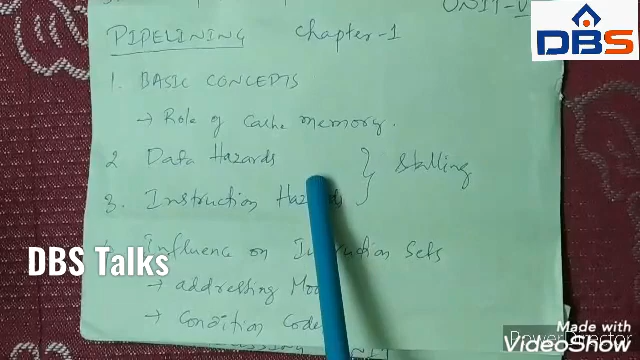 UNIT-V
DBS
PIPELINING Chapter-1
1. BASIC CONCEPTS
→ Role of Cache memory.
2 Data Hazards
} Stalling
3. Instruction Hazards
Influence on Instruction Sets
DBS Talks
→ addressing Mod
→ Condition Code
Made with
VideoShow